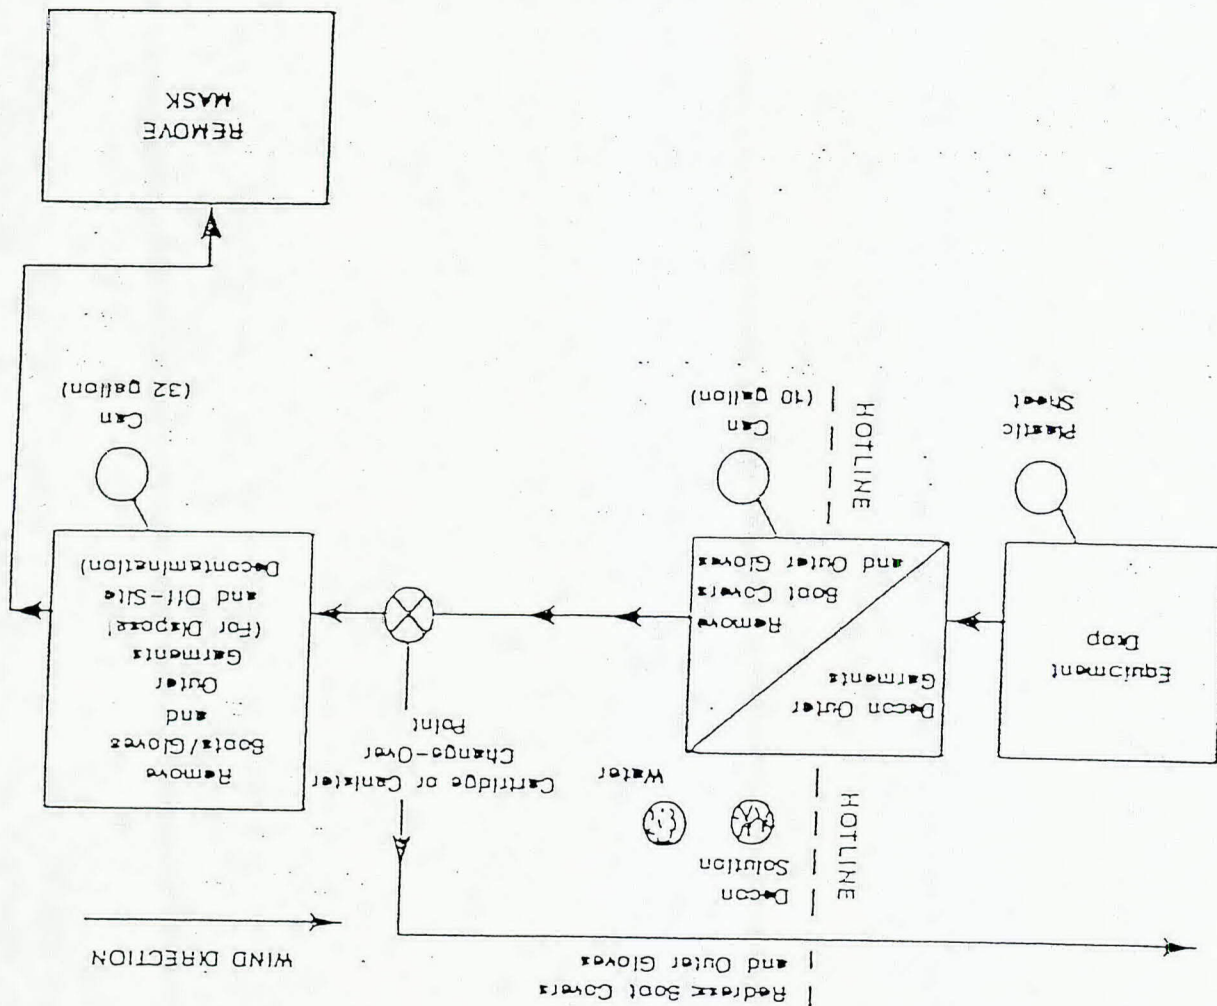 Redress: Boot Covers
and Outer Gloves
WIND DIRECTION
HOTLINE
Decon
Solution
Water
Equipment
Drop
Decon Outer
Garments
Remove
Boot Covers
and Outer Gloves
Cartridge or Canister
Change-Over
Point
Remove
Boots/Gloves
and
Outer
Garments
(For Disposal
and Off-Site
Decontamination)
Plastic
Sheet
HOTLINE
Can
(10 gallon)
Can
(32 gallon)
REMOVE
MASK